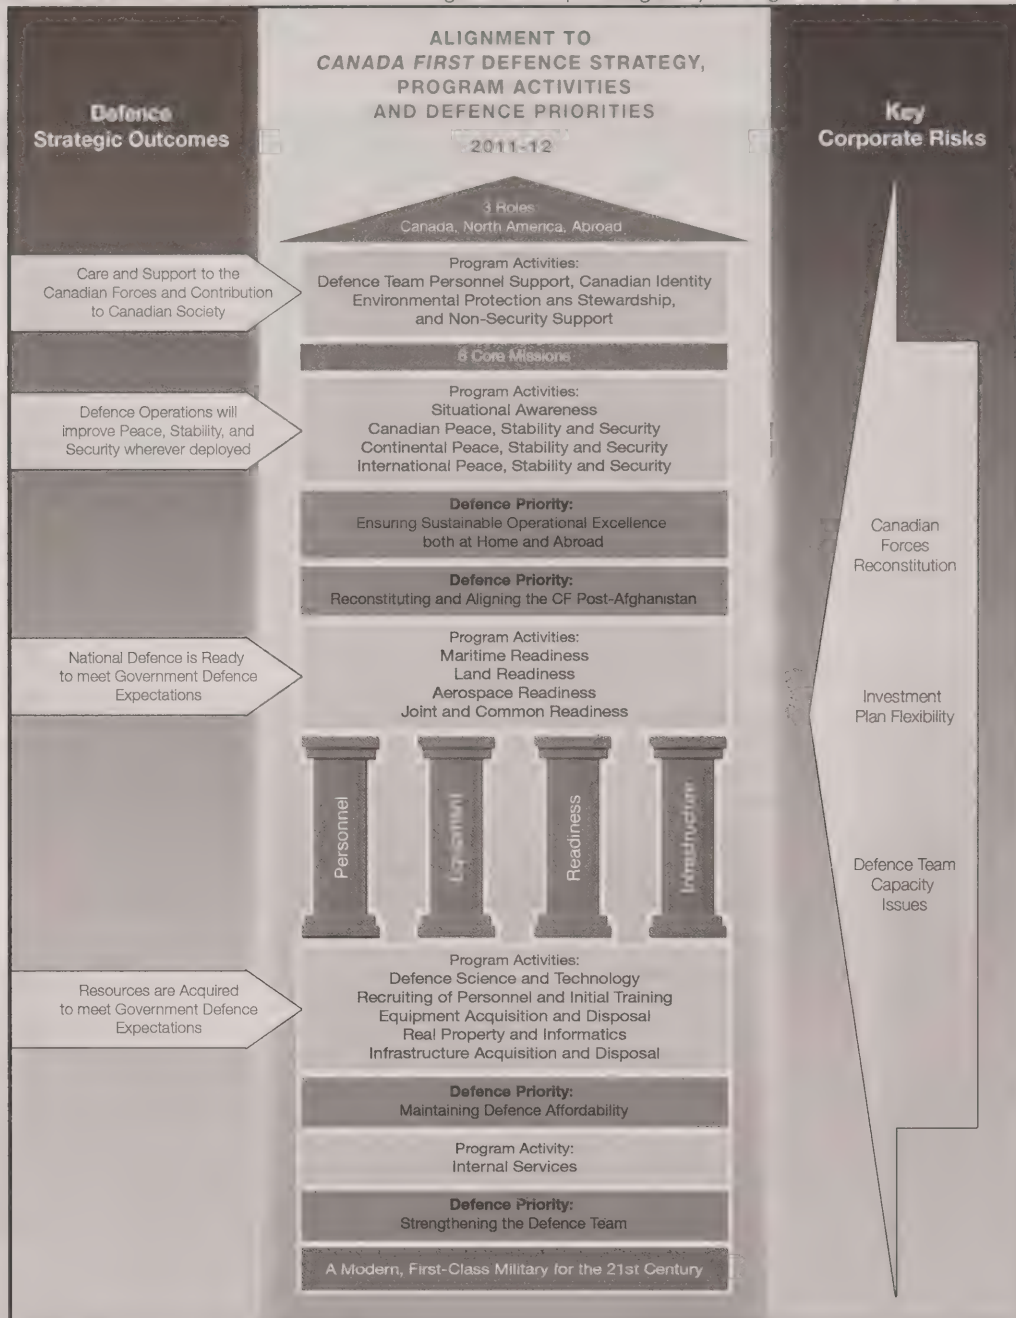 Defence
Strategic Outcomes
ALIGNMENT TO
CANADA FIRST DEFENCE STRATEGY,
PROGRAM ACTIVITIES
AND DEFENCE PRIORITIES
2011-12
Key
Corporate Risks
3 Roles
Canada, North America, Abroad
Care and Support to the
Canadian Forces and Contribution
to Canadian Society
Program Activities:
Defence Team Personnel Support, Canadian Identity
Environmental Protection ans Stewardship,
and Non-Security Support
6 Core Missions
Defence Operations will
improve Peace, Stability, and
Security wherever deployed
Program Activities:
Situational Awareness
Canadian Peace, Stability and Security
Continental Peace, Stability and Security
International Peace, Stability and Security
Defence Priority:
Ensuring Sustainable Operational Excellence
both at Home and Abroad
Defence Priority:
Reconstituting and Aligning the CF Post-Afghanistan
National Defence is Ready
to meet Government Defence
Expectations
Program Activities:
Maritime Readiness
Land Readiness
Aerospace Readiness
Joint and Common Readiness
Personnel
Equipment
Readiness
Infrastructure
Resources are Acquired
to meet Government Defence
Expectations
Program Activities:
Defence Science and Technology
Recruiting of Personnel and Initial Training
Equipment Acquisition and Disposal
Real Property and Informatics
Infrastructure Acquisition and Disposal
Defence Priority:
Maintaining Defence Affordability
Program Activity:
Internal Services
Defence Priority:
Strengthening the Defence Team
A Modern, First-Class Military for the 21st Century
Canadian
Forces
Reconstitution
Investment
Plan Flexibility
Defence Team
Capacity
Issues